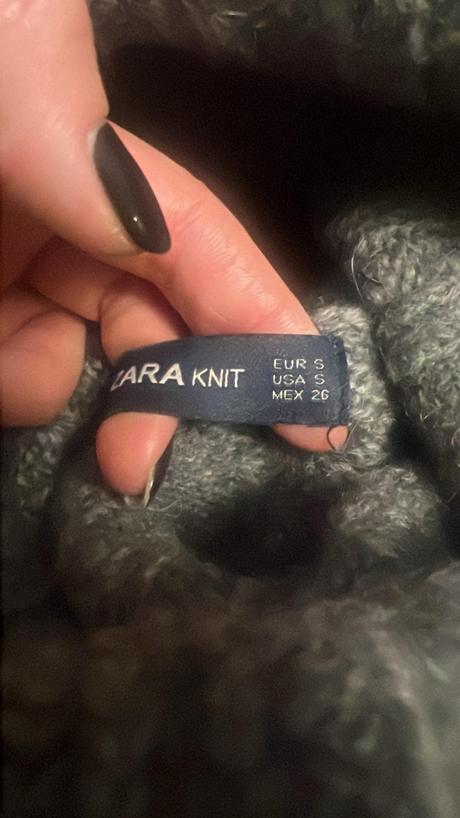 ZARA KNIT
EUR S
USA S
MEX 26